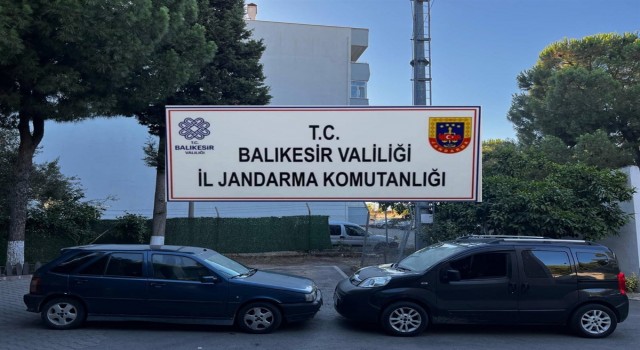 T.C.
BALIKESİR
VALİLİĞİ
T.C.
BALIKESİR VALİLİĞİ
İL JANDARMA KOMUTANLIĞI